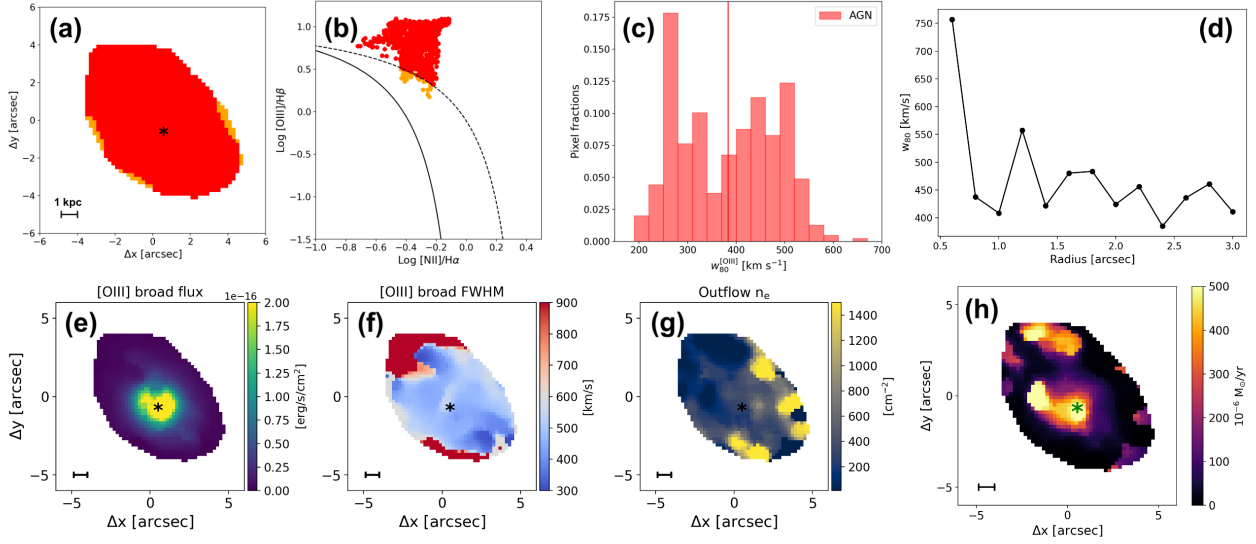 (a)
6
4
2
0
−2
−4
−6
Δy [arcsec]
*
1 kpc
−6 −4 −2 0 2 4 6
Δx [arcsec]
(b)
1.0
0.5
0.0
−0.5
−1.0
−1.5
Log [OIII]/Hβ
−1.0 −0.8 −0.6 −0.4 −0.2 0.0 0.2 0.4
Log [NII]/Hα
(c)
AGN
0.175
0.150
0.125
0.100
0.075
0.050
0.025
0.000
Pixel fractions
200 300 400 500 600 700
w80[OIII] [km s−1]
(d)
750
700
650
600
550
500
450
400
w80 [km/s]
0.5 1.0 1.5 2.0 2.5 3.0
Radius [arcsec]
[OIII] broad flux
1e−16
(e)
5
0
−5
Δy [arcsec]
*
−5 0 5
Δx [arcsec]
2.00
1.75
1.50
1.25
1.00
0.75
0.50
0.25
0.00
[erg/s/cm2]
[OIII] broad FWHM
(f)
5
0
−5
*
−5 0 5
Δx [arcsec]
900
800
700
600
500
400
300
[km/s]
Outflow ne
(g)
5
0
−5
*
−5 0 5
Δx [arcsec]
1400
1200
1000
800
600
400
200
[cm−2]
(h)
5
0
−5
Δy [arcsec]
*
−5 0 5
Δx [arcsec]
500
400
300
200
100
0
10−6 M⊙/yr